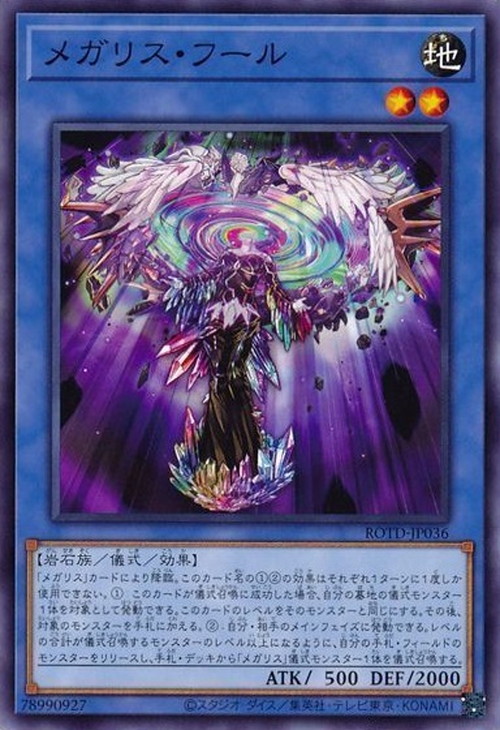 メガリス・フール
地
ROTD-JP036
【岩石族／儀式／効果】
「メガリス」カードにより降臨。このカード名の①②の効果はそれぞれ1ターンに1度しか
使用できない。①：このカードが儀式召喚に成功した場合、自分の墓地の儀式モンスター
1体を対象として発動できる。このカードのレベルをそのモンスターと同じにする。その後、
対象のモンスターを手札にかえる。②：自分・相手のメインフェイズに発動できる。レベル
の合計が儀式召喚するモンスターのレベル以上になるように、自分の手札・フィールドの
モンスターをリリースし、手札・デッキから「メガリス」儀式モンスター1体を儀式召喚する。
ATK/ 500 DEF/2000
78990927
©スタジオ・ダイス／集英社・テレビ東京・KONAMI